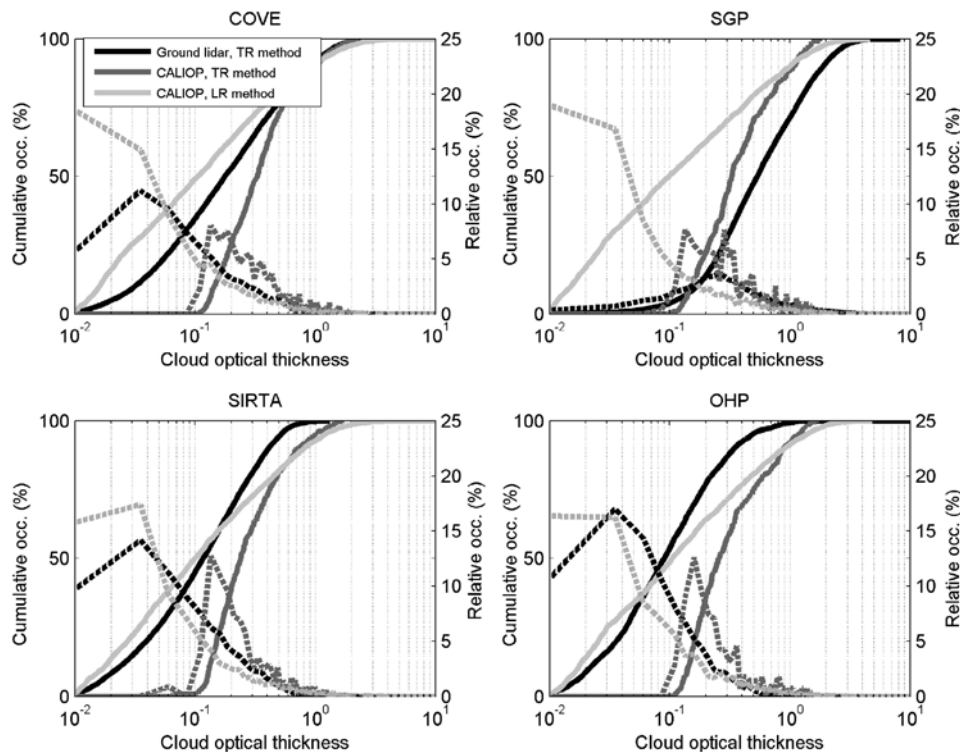 COVE
100
50
0
25
20
15
10
5
0
Cumulative occ. (%)
Relative occ. (%)
Ground lidar, TR method
CALIOP, TR method
CALIOP, LR method
10-2
10-1
100
101
Cloud optical thickness
SGP
100
50
0
25
20
15
10
5
0
Cumulative occ. (%)
Relative occ. (%)
10-2
10-1
100
101
Cloud optical thickness
SIRTA
100
50
0
25
20
15
10
5
0
Cumulative occ. (%)
Relative occ. (%)
10-2
10-1
100
101
Cloud optical thickness
OHP
100
50
0
25
20
15
10
5
0
Cumulative occ. (%)
Relative occ. (%)
10-2
10-1
100
101
Cloud optical thickness